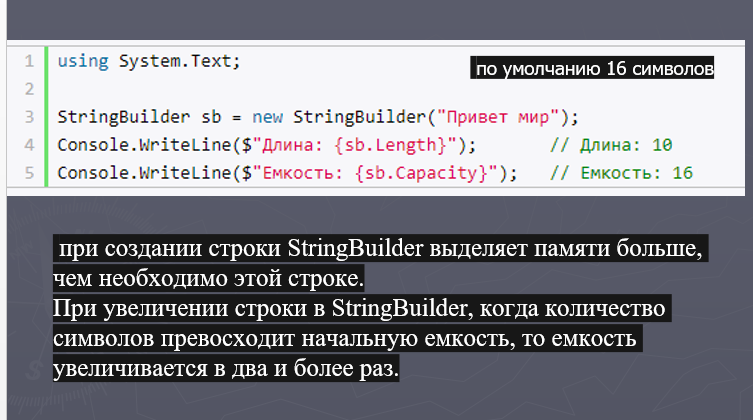 1 using System.Text;
по умолчанию 16 символов
2
3 StringBuilder sb = new StringBuilder("Привет мир");
4 Console.WriteLine($"Длина: {sb.Length}"); // Длина: 10
5 Console.WriteLine($"Емкость: {sb.Capacity}"); // Емкость: 16
при создании строки StringBuilder выделяет памяти больше,
чем необходимо этой строке.
При увеличении строки в StringBuilder, когда количество
символов превосходит начальную емкость, то емкость
увеличивается в два и более раз.